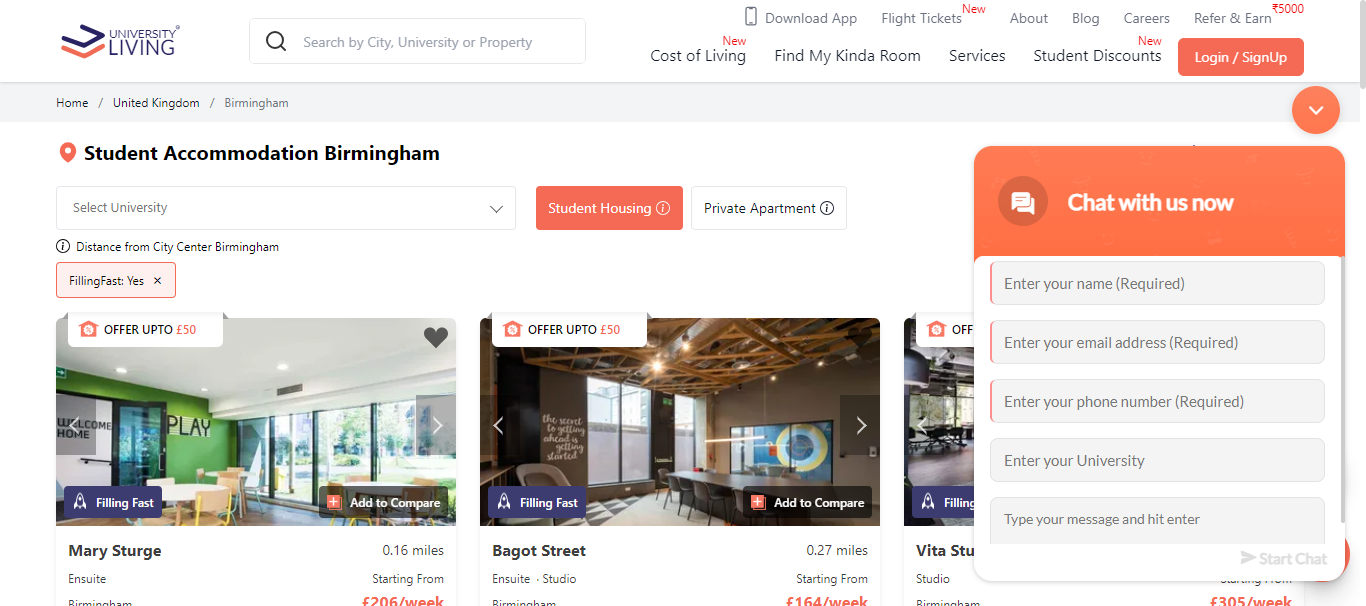 UNIVERSITY
LIVING
Search by City, University or Property
Download App
Flight Tickets
New
About
Blog
Careers
Refer & Earn
₹5000
Cost of Living
New
Find My Kinda Room
Services
Student Discounts
New
Login / SignUp
Home / United Kingdom / Birmingham
Student Accommodation Birmingham
Select University
Student Housing
Private Apartment
Distance from City Center Birmingham
FillingFast: Yes ×
OFFER UPTO £50
WELCOME
HOME
PLAY
Filling Fast
Add to Compare
Mary Sturge
0.16 miles
Ensuite
Starting From
Birmingham
£206/week
OFFER UPTO £50
the secret
to getting
ahead is
getting
started
Filling Fast
Add to Compare
Bagot Street
0.27 miles
Ensuite · Studio
Starting From
Birmingham
£164/week
OFF
Filling
Vita Stu
Studio
Starting From
Birmingham
£305/week
Chat with us now
Enter your name (Required)
Enter your email address (Required)
Enter your phone number (Required)
Enter your University
Type your message and hit enter
Start Chat